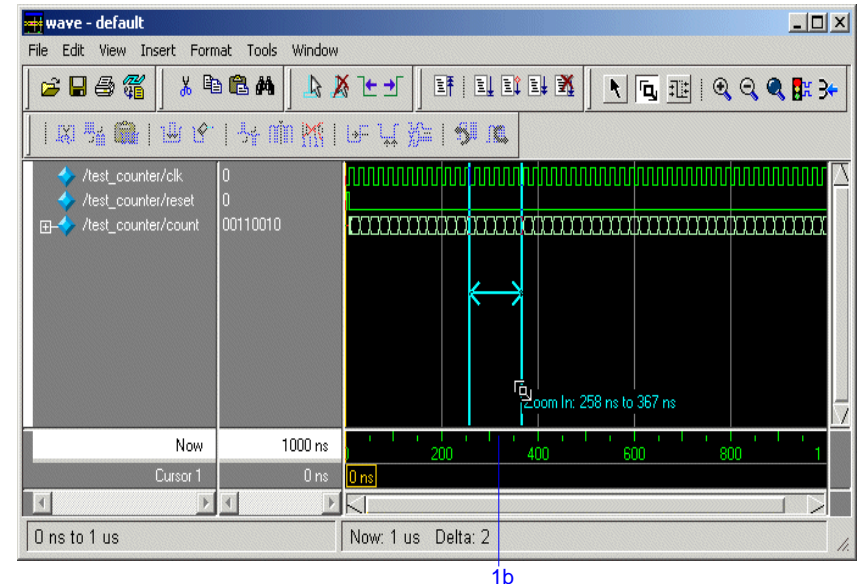 wave - default
File Edit View Insert Format Tools Window
/test_counter/clk 0
/test_counter/reset 0
/test_counter/count 00110010
Zoom In: 258 ns to 367 ns
Now 1000 ns
200 400 600 800 1
Cursor 1 0 ns 0 ns
0 ns to 1 us Now: 1 us Delta: 2
1b